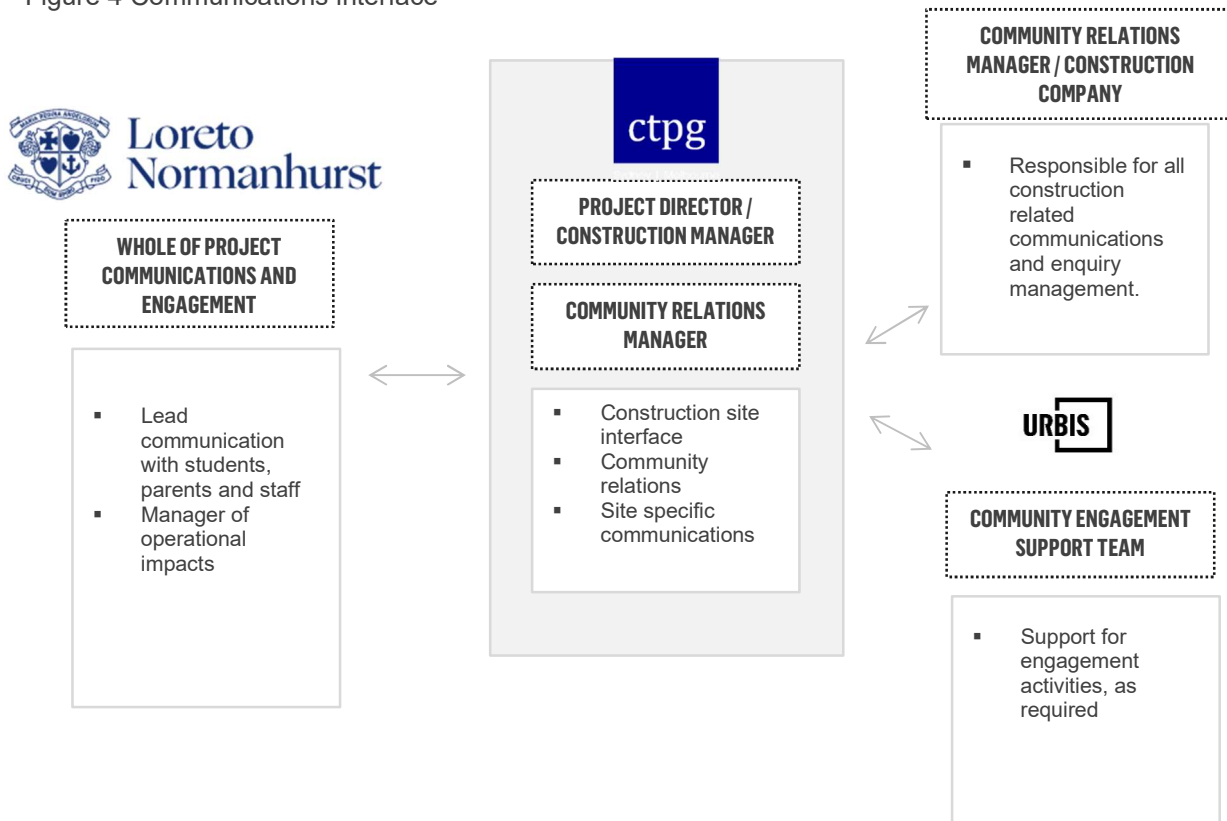 Figure 4 Communications Interface
Loreto
Normanhurst
WHOLE OF PROJECT
COMMUNICATIONS AND
ENGAGEMENT
▪ Lead
communication
with students,
parents and staff
▪ Manager of
operational
impacts
ctpg
PROJECT DIRECTOR /
CONSTRUCTION MANAGER
COMMUNITY RELATIONS
MANAGER
▪ Construction site
interface
▪ Community
relations
▪ Site specific
communications
COMMUNITY RELATIONS
MANAGER / CONSTRUCTION
COMPANY
▪ Responsible for all
construction
related
communications
and enquiry
management.
URBIS
COMMUNITY ENGAGEMENT
SUPPORT TEAM
▪ Support for
engagement
activities, as
required